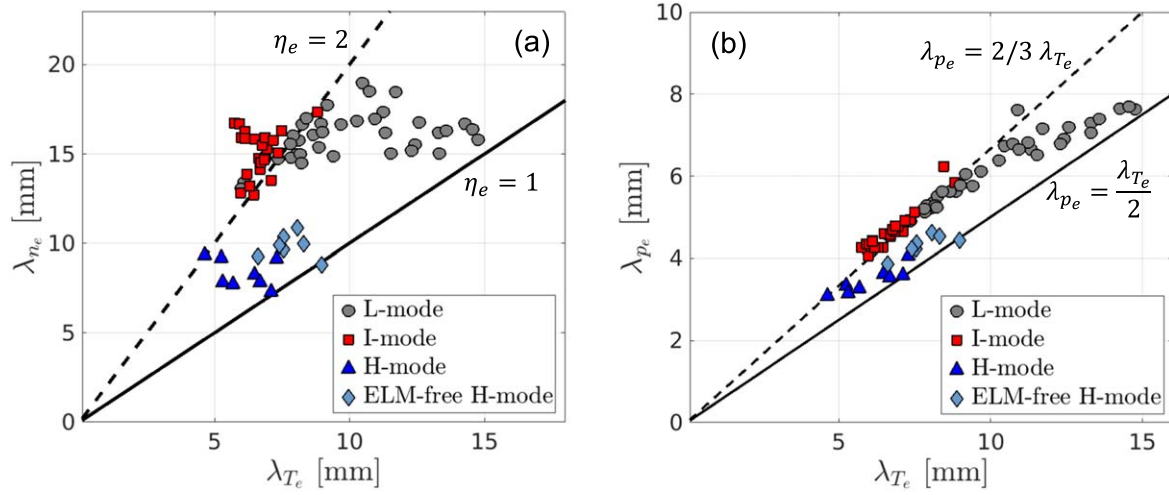 (a)
η_e = 2
η_e = 1
20
15
10
5
0
λ_{n_e} [mm]
5
10
15
λ_{T_e} [mm]
L-mode
I-mode
H-mode
ELM-free H-mode
(b)
λ_{p_e} = 2/3 λ_{T_e}
λ_{p_e} = λ_{T_e}/2
10
8
6
4
2
0
λ_{p_e} [mm]
5
10
15
λ_{T_e} [mm]
L-mode
I-mode
H-mode
ELM-free H-mode